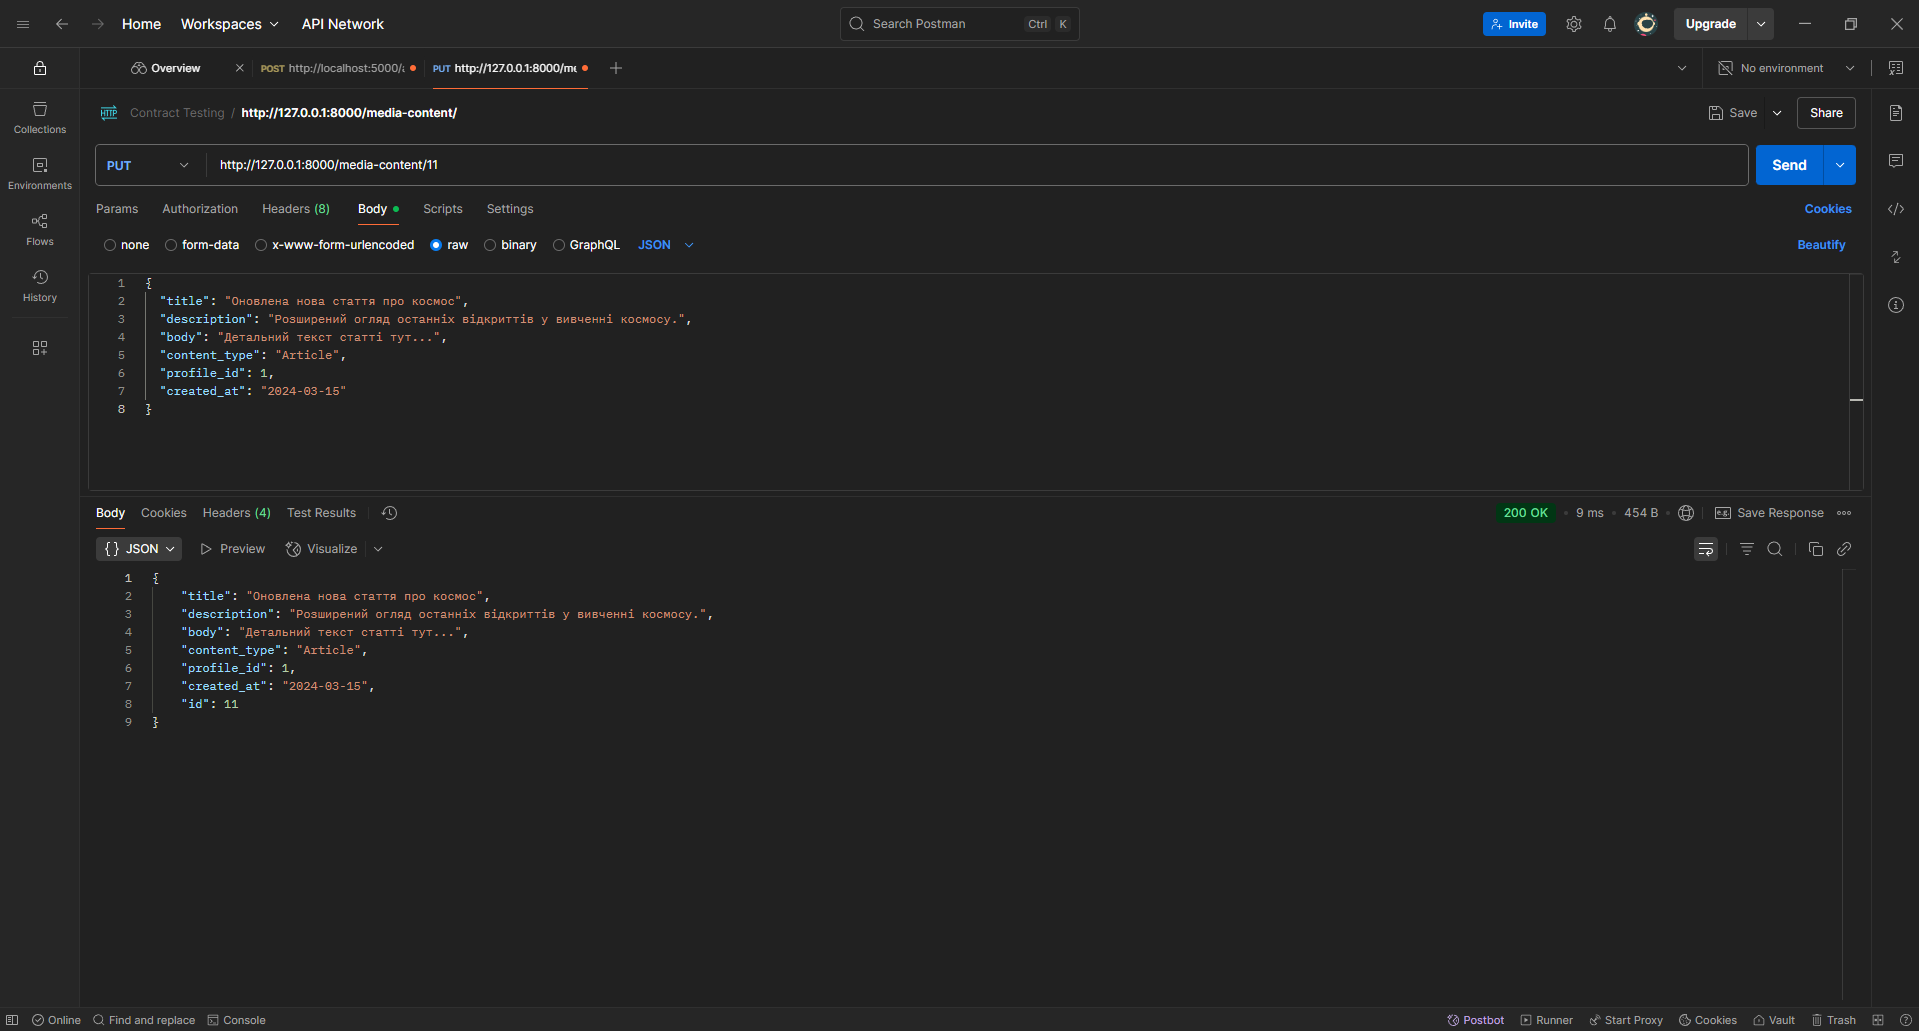 Home Workspaces API Network Search Postman Ctrl K Invite Upgrade
Overview POST http://localhost:5000/ PUT http://127.0.0.1:8000/me No environment
Collections
Environments
Flows
History
HTTP Contract Testing / http://127.0.0.1:8000/media-content/ Save Share
PUT http://127.0.0.1:8000/media-content/11 Send
Params Authorization Headers (8) Body Scripts Settings Cookies
none form-data x-www-form-urlencoded raw binary GraphQL JSON Beautify
1 {
2 "title": "Оновлена нова стаття про космос",
3 "description": "Розширений огляд останніх відкриттів у вивченні космосу.",
4 "body": "Детальний текст статті тут...",
5 "content_type": "Article",
6 "profile_id": 1,
7 "created_at": "2024-03-15"
8 }
Body Cookies Headers (4) Test Results 200 OK • 9 ms • 454 B • e.g. Save Response
{} JSON Preview Visualize
1 {
2 "title": "Оновлена нова стаття про космос",
3 "description": "Розширений огляд останніх відкриттів у вивченні космосу.",
4 "body": "Детальний текст статті тут...",
5 "content_type": "Article",
6 "profile_id": 1,
7 "created_at": "2024-03-15",
8 "id": 11
9 }
Online Find and replace Console Postbot Runner Start Proxy Cookies Vault Trash